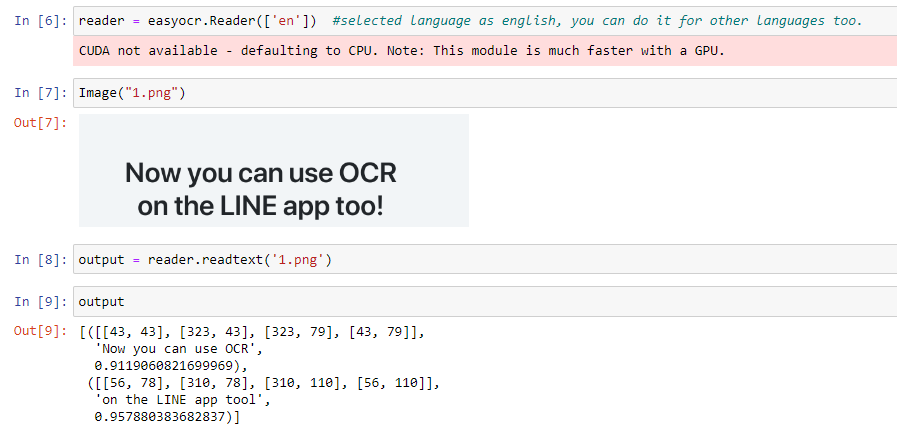 In [6]: reader = easyocr.Reader(['en'])  #selected language as english, you can do it for other languages too.
CUDA not available - defaulting to CPU. Note: This module is much faster with a GPU.
In [7]: Image("1.png")
Out[7]:
Now you can use OCR
on the LINE app too!
In [8]: output = reader.readtext('1.png')
In [9]: output
Out[9]: [([[43, 43], [323, 43], [323, 79], [43, 79]],
'Now you can use OCR',
0.9119060821699969),
([[56, 78], [310, 78], [310, 110], [56, 110]],
'on the LINE app tool',
0.957880383682837)]